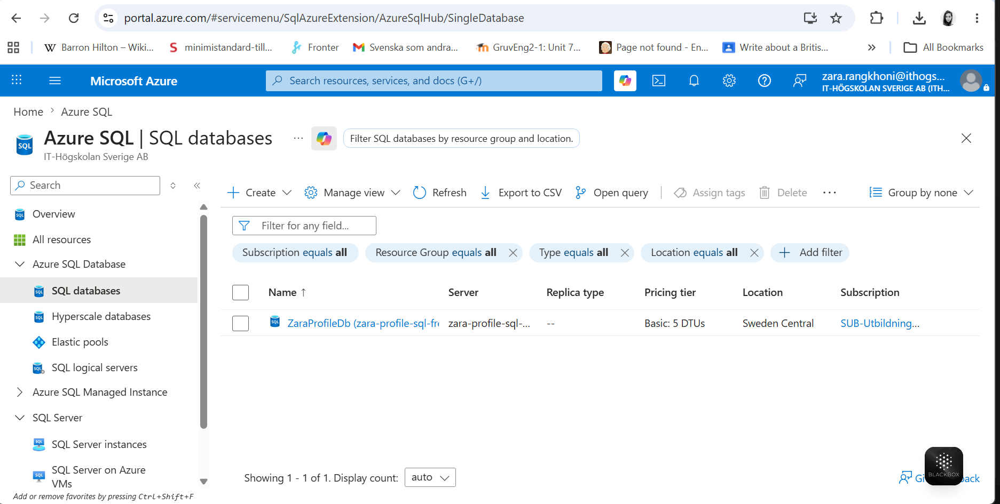 portal.azure.com/#servicemenu/SqlAzureExtension/AzureSqlHub/SingleDatabase
Barron Hilton – Wiki...
minimistandard-till...
Fronter
Svenska som andra...
GruvEng2-1: Unit 7...
Page not found - En...
Write about a Britis...
All Bookmarks
Microsoft Azure
Search resources, services, and docs (G+/)
zara.rangkhoni@ithogs...
IT-HÖGSKOLAN SVERIGE AB (ITH...
Home > Azure SQL
Azure SQL | SQL databases
...
Filter SQL databases by resource group and location.
IT-Högskolan Sverige AB
Search
Create
Manage view
Refresh
Export to CSV
Open query
Assign tags
Delete
...
Group by none
Overview
All resources
Azure SQL Database
SQL databases
Hyperscale databases
Elastic pools
SQL logical servers
Azure SQL Managed Instance
SQL Server
SQL Server instances
SQL Server on Azure
VMs
Add or remove favorites by pressing Ctrl+Shift+F
Filter for any field...
Subscription equals all
Resource Group equals all
Type equals all
Location equals all
Add filter
Name ↑ Server Replica type Pricing tier Location Subscription
ZaraProfileDb (zara-profile-sql-fr zara-profile-sql-... -- Basic: 5 DTUs Sweden Central SUB-Utbildning...
Showing 1 - 1 of 1. Display count: auto
BLACKBOX